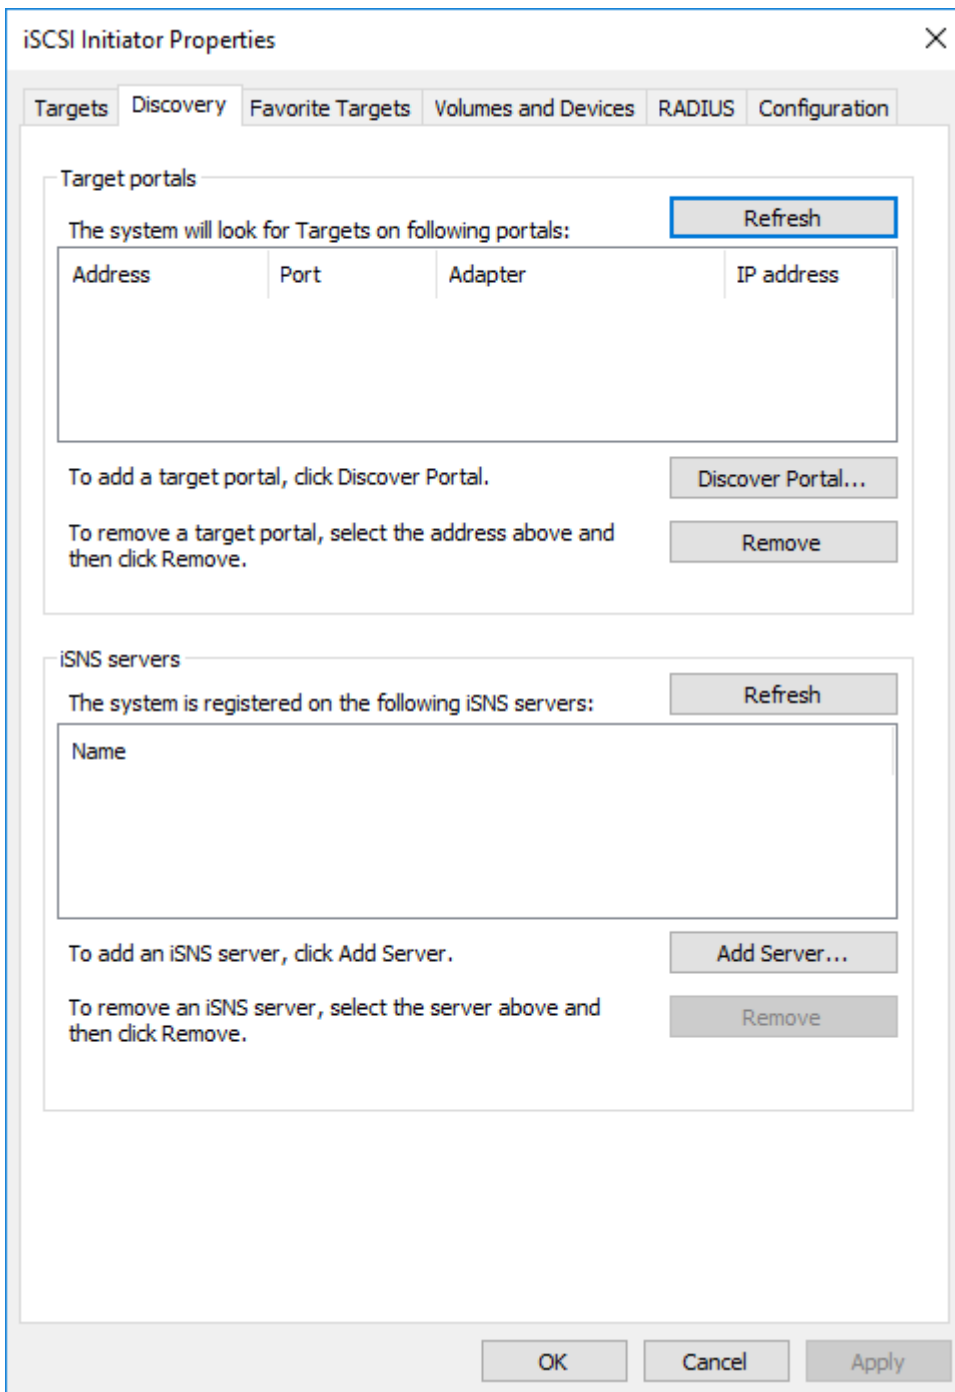 iSCSI Initiator Properties
Targets Discovery Favorite Targets Volumes and Devices RADIUS Configuration
Target portals
The system will look for Targets on following portals:
Refresh
Address Port Adapter IP address
To add a target portal, click Discover Portal.
Discover Portal...
To remove a target portal, select the address above and
then click Remove.
Remove
iSNS servers
The system is registered on the following iSNS servers:
Refresh
Name
To add an iSNS server, click Add Server.
Add Server...
To remove an iSNS server, select the server above and
then click Remove.
Remove
OK Cancel Apply